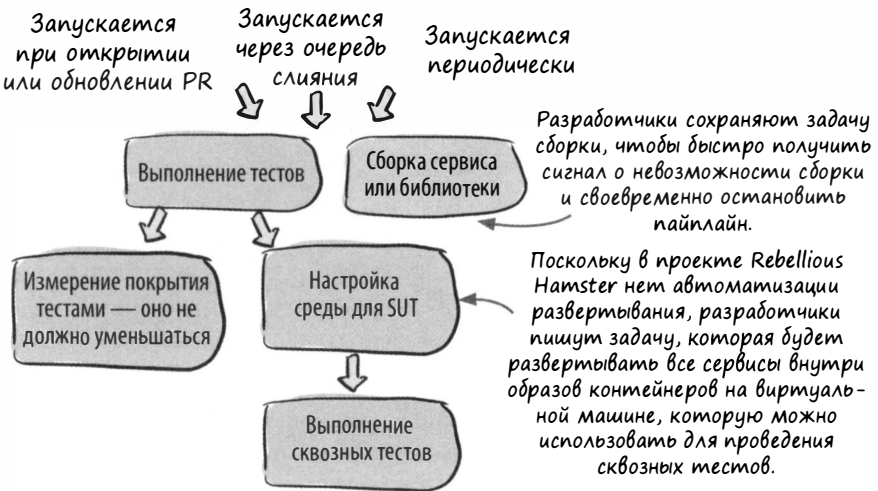 Запускается
при открытии
или обновлении PR
Запускается
через очередь
слияния
Запускается
периодически
Выполнение тестов
Сборка сервиса
или библиотеки
Разработчики сохраняют задачу
сборки, чтобы быстро получить
сигнал о невозможности сборки
и своевременно остановить
пайплайн.
Измерение покрытия
тестами — оно не
должно уменьшаться
Настройка
среды для SUT
Поскольку в проекте Rebellious
Hamster нет автоматизации
развертывания, разработчики
пишут задачу, которая будет
развертывать все сервисы внутри
образов контейнеров на виртуаль-
ной машине, которую можно
использовать для проведения
сквозных тестов.
Выполнение
сквозных тестов